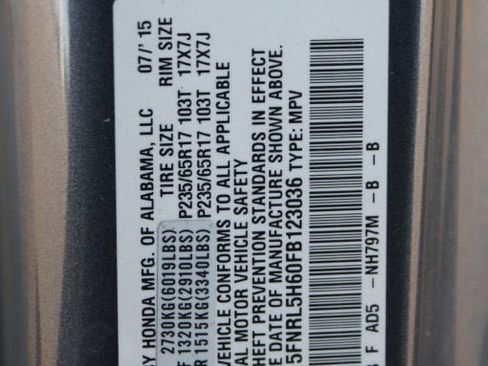 Y HONDA MFG. OF ALABAMA, LLC 07/'15
2730KG(6019LBS) TIRE SIZE RIM SIZE
F 1320KG(2910LBS) P235/65R17 103T 17X7J
R 1515KG(3340LBS) P235/65R17 103T 17X7J
VEHICLE CONFORMS TO ALL APPLICABLE
AL MOTOR VEHICLE SAFETY
HEFT PREVENTION STANDARDS IN EFFECT
E DATE OF MANUFACTURE SHOWN ABOVE.
5FNRL5H60FB123036 TYPE: MPV
F AD5 -NH797M -B -B